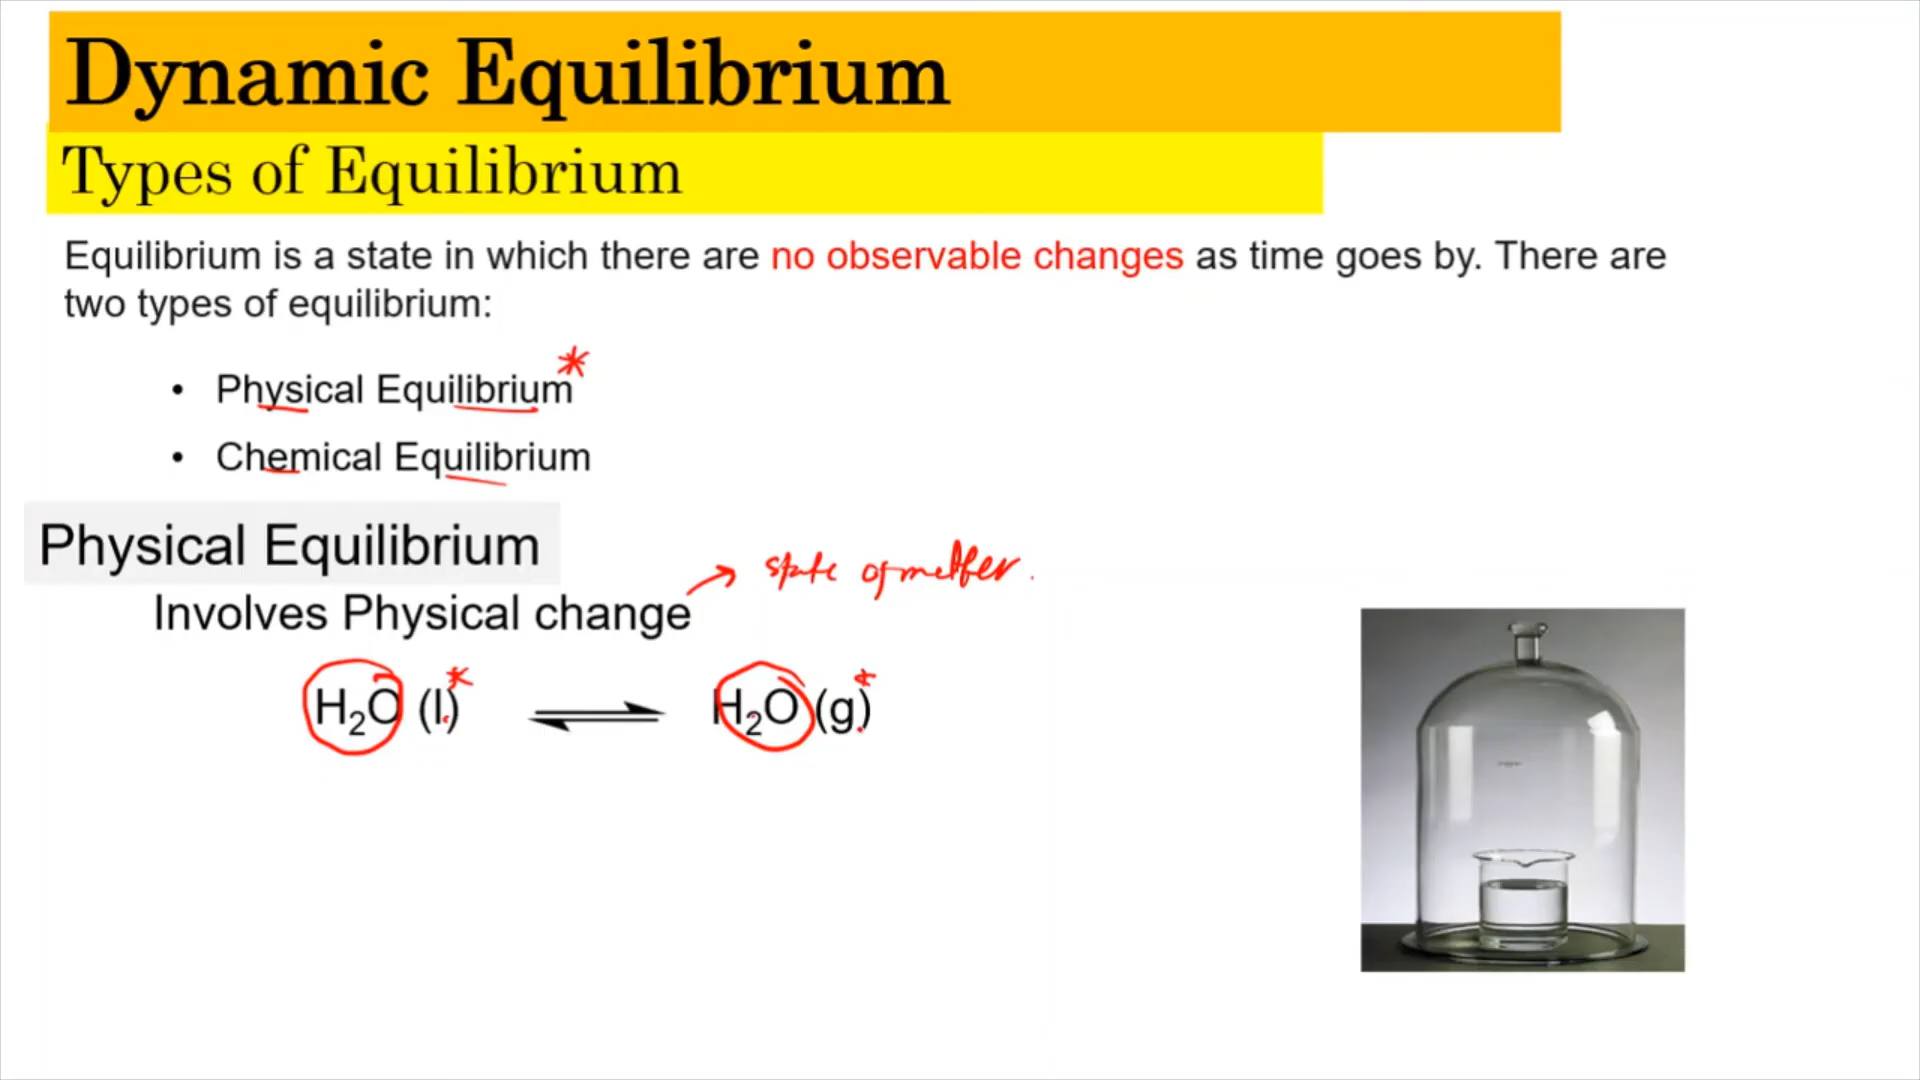 Dynamic Equilibrium
Types of Equilibrium
Equilibrium is a state in which there are no observable changes as time goes by. There are
two types of equilibrium:
• Physical Equilibrium*
• Chemical Equilibrium
Physical Equilibrium
state of matter.
Involves Physical change
H₂O (l)* ⇌ H₂O (g)*